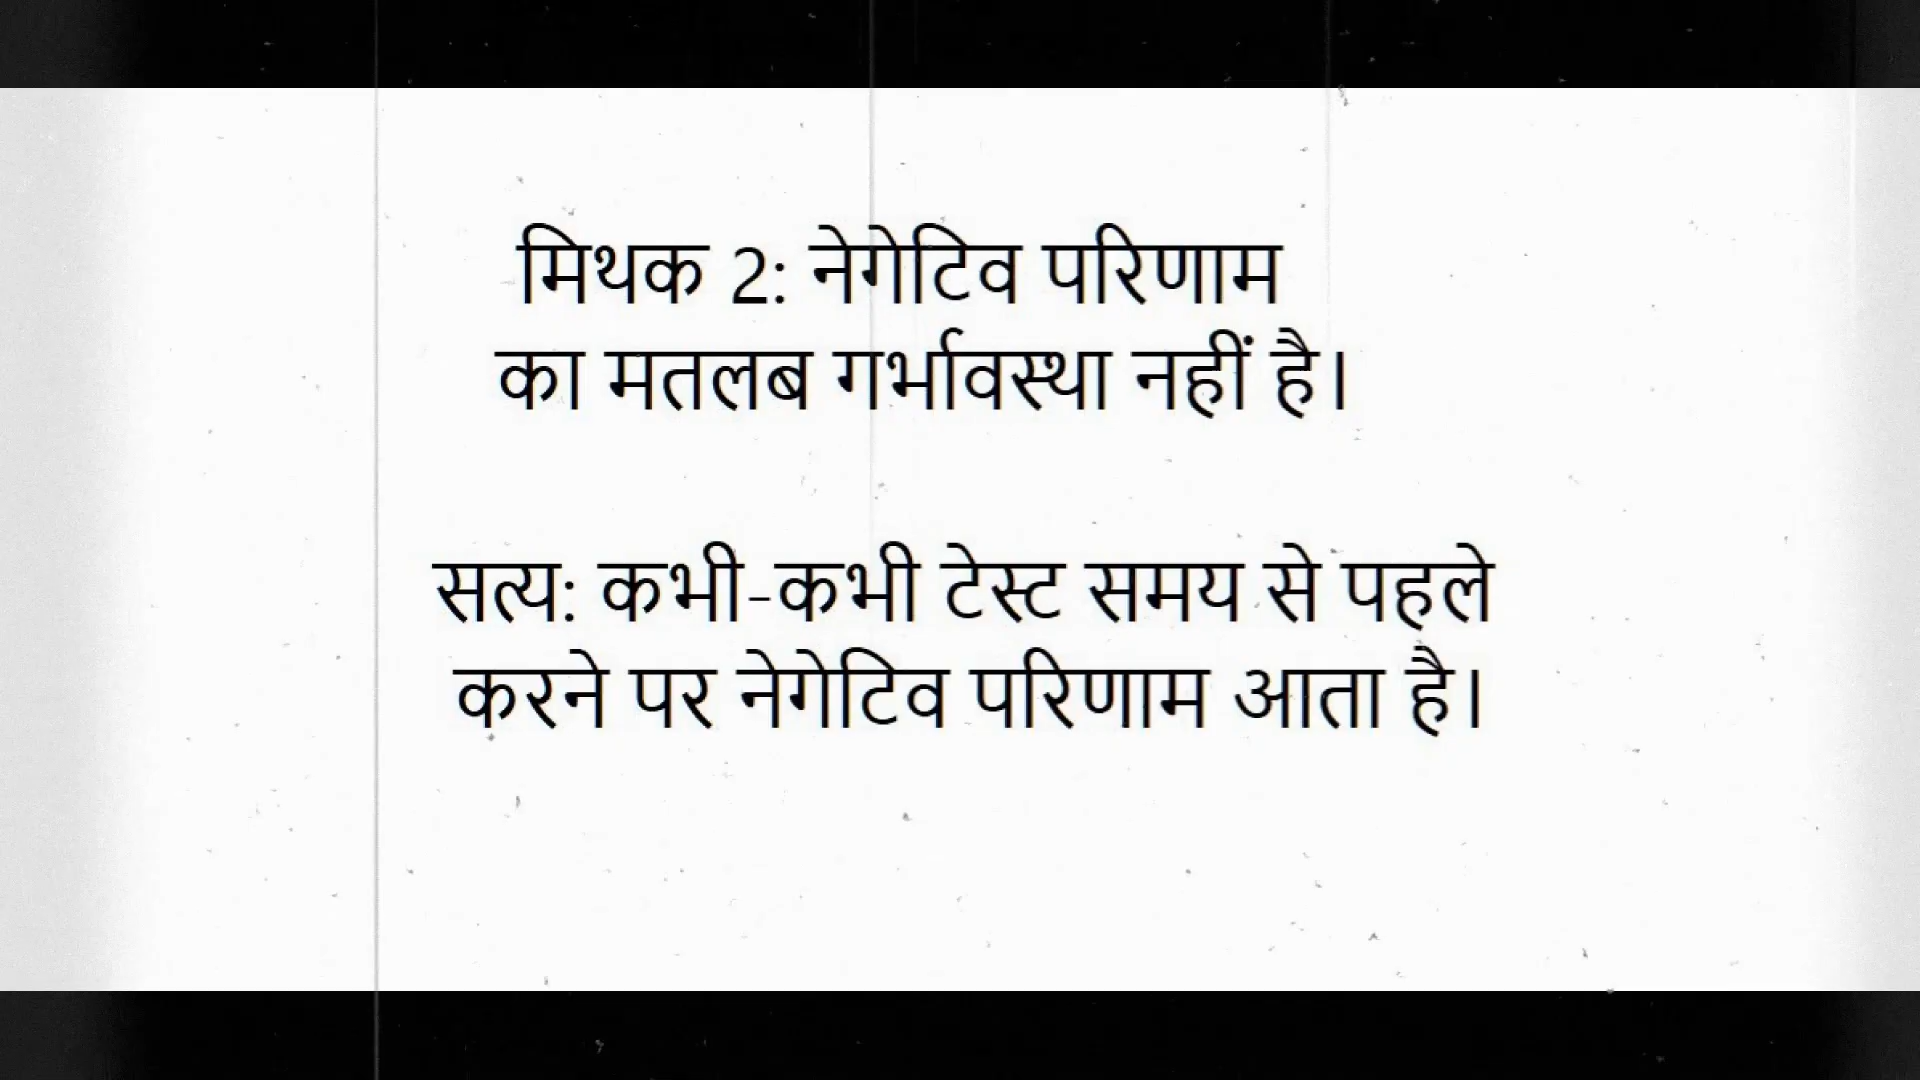 मिथक 2: नेगेटिव परिणाम
का मतलब गर्भावस्था नहीं है।
सत्य: कभी-कभी टेस्ट समय से पहले
करने पर नेगेटिव परिणाम आता है।